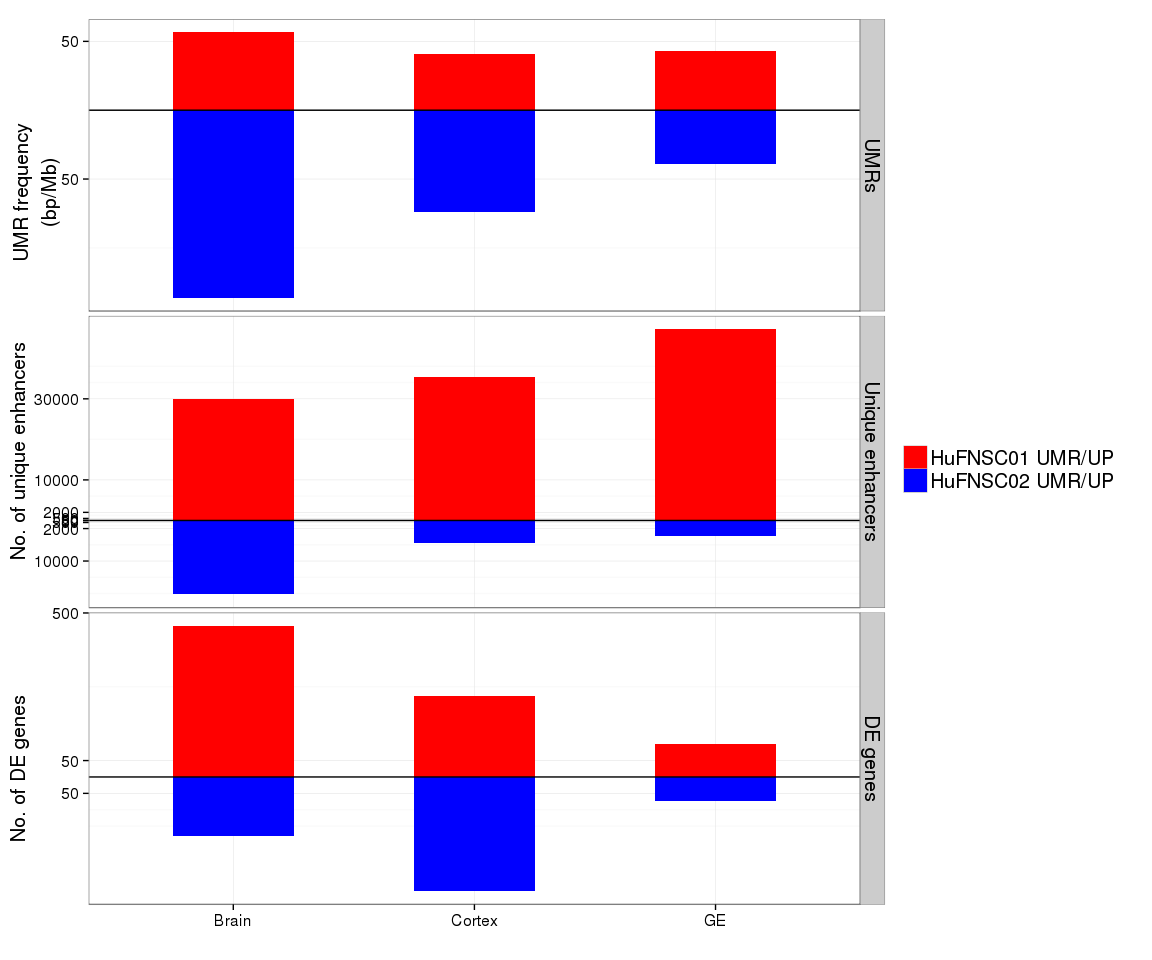 50
50
UMR frequency
(bp/Mb)
UMRs
30000
10000
2000
2000
10000
No. of unique enhancers
Unique enhancers
HuFNSC01 UMR/UP
HuFNSC02 UMR/UP
500
50
50
No. of DE genes
DE genes
Brain
Cortex
GE